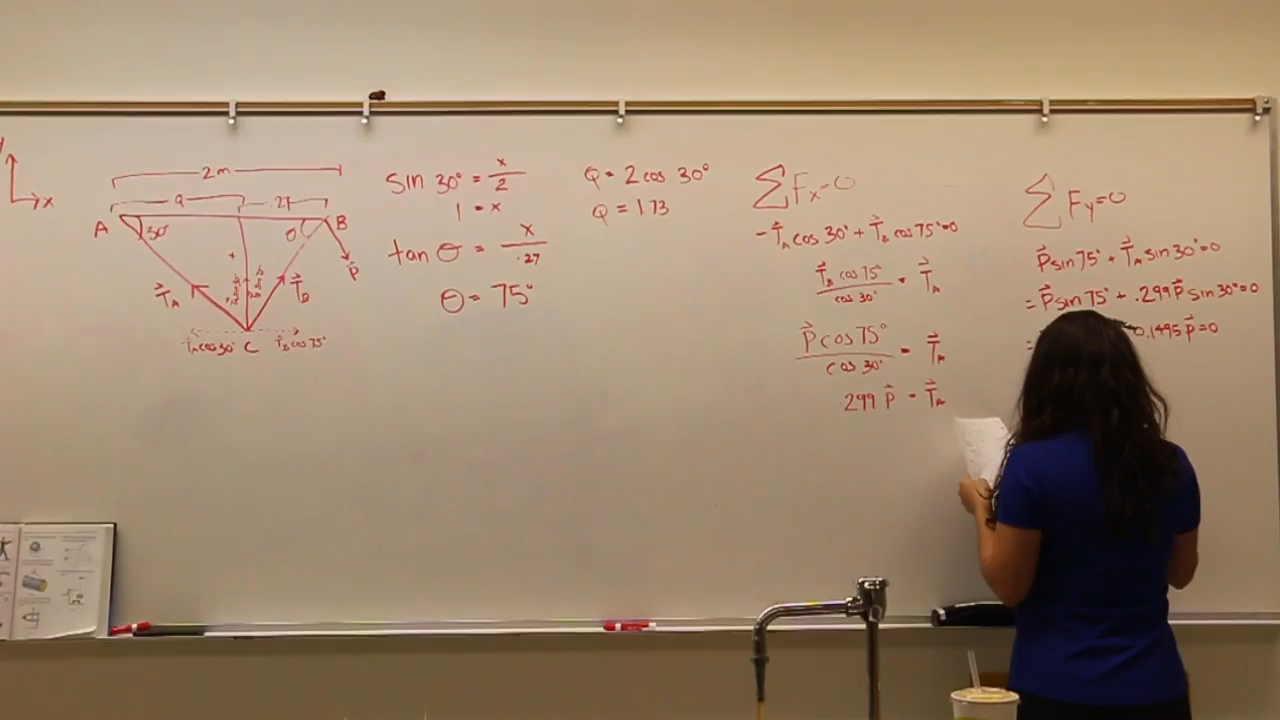 y
x
2m
a
.27
A
30°
θ
B
P
T_A
T_B
T_A cos 30°
C
T_B cos 75°
sin 30° = x/2
1 = x
tan θ = x/.27
θ = 75°
Q = 2 cos 30°
Q = 1.73
ΣFx=0
-T_A cos 30° + T_B cos 75°=0
T_B cos 75°/cos 30° = T_A
P cos 75°/cos 30° = T_A
.299 P = T_A
ΣFy=0
P sin 75° + T_A sin 30°=0
= P sin 75° + .299 P sin 30°=0
0.1495 P=0